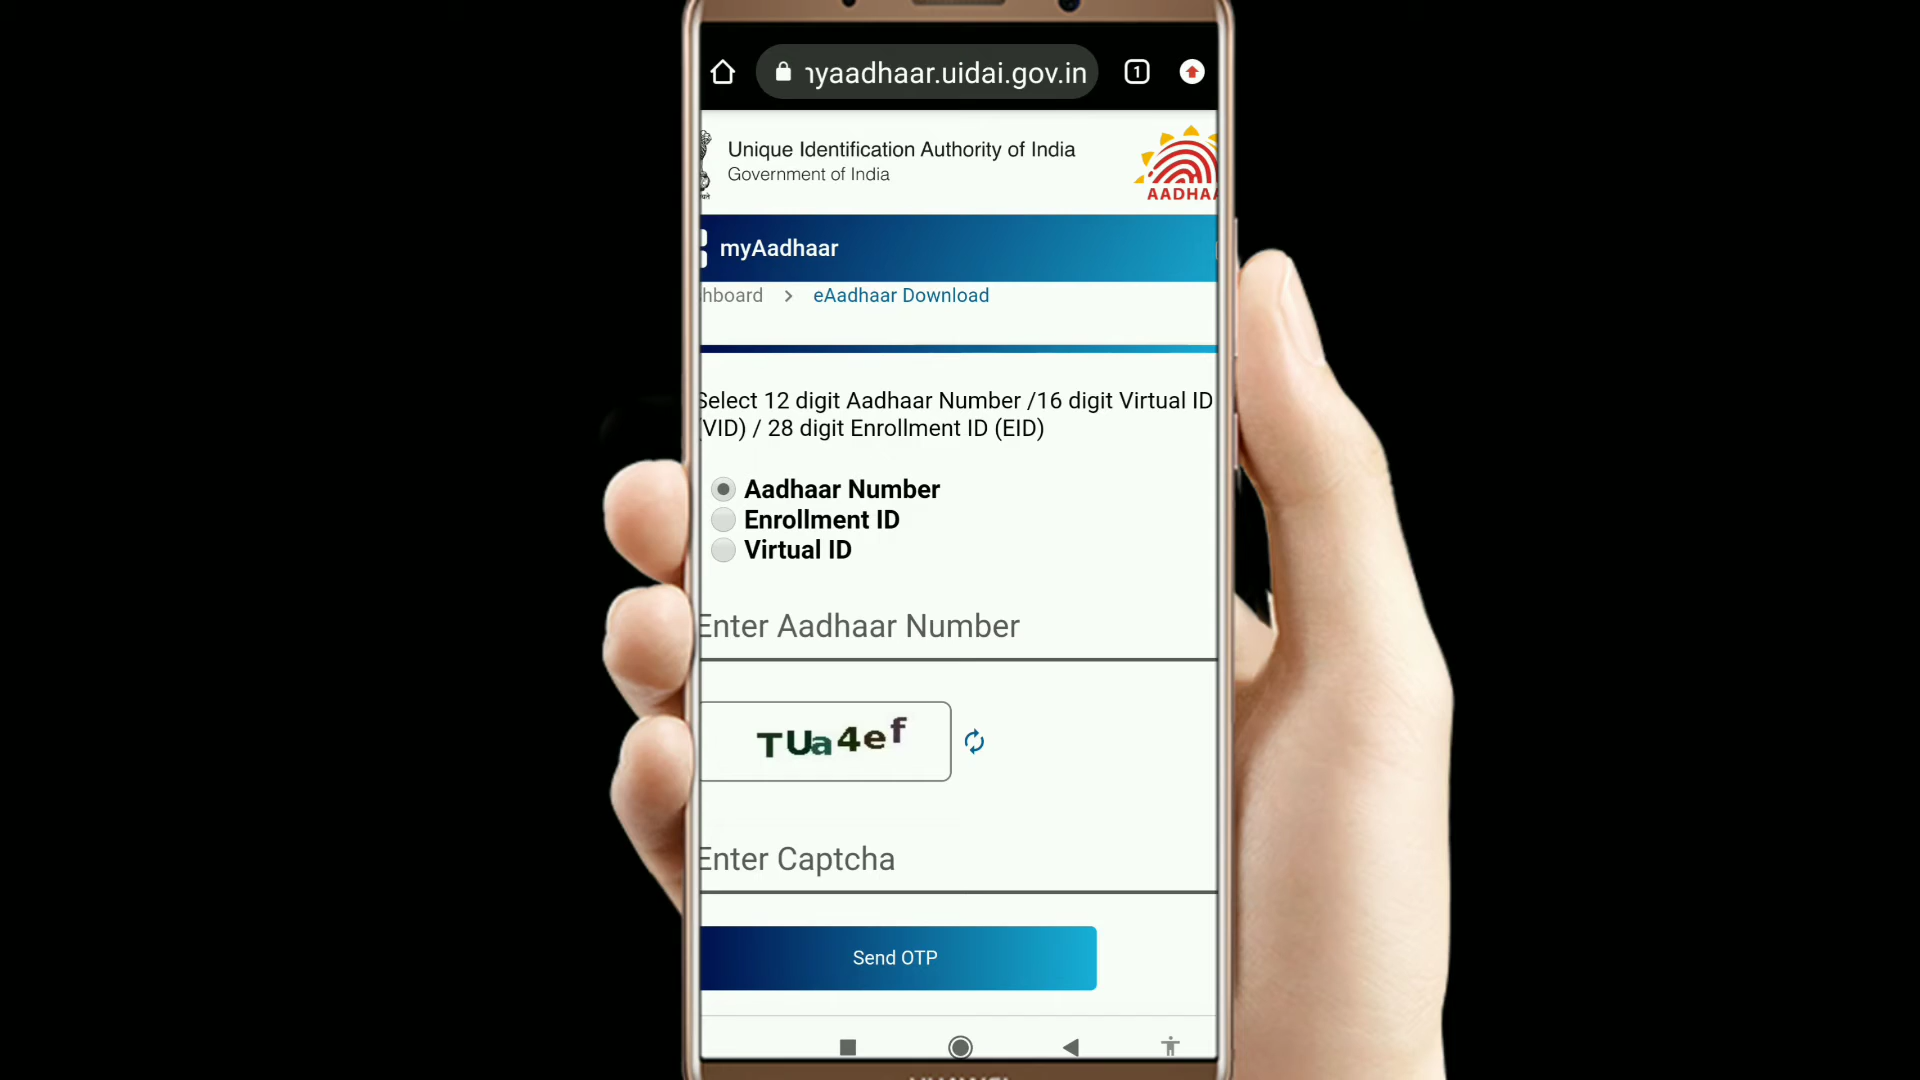 nyaadhaar.uidai.gov.in
1
Unique Identification Authority of India
Government of India
AADHAA
myAadhaar
hboard > eAadhaar Download
Select 12 digit Aadhaar Number /16 digit Virtual ID
(VID) / 28 digit Enrollment ID (EID)
Aadhaar Number
Enrollment ID
Virtual ID
Enter Aadhaar Number
TUa4ef
Enter Captcha
Send OTP